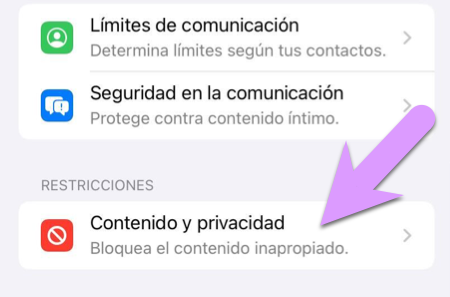 Límites de comunicación
Determina límites según tus contactos.
Seguridad en la comunicación
Protege contra contenido íntimo.
RESTRICCIONES
Contenido y privacidad
Bloquea el contenido inapropiado.